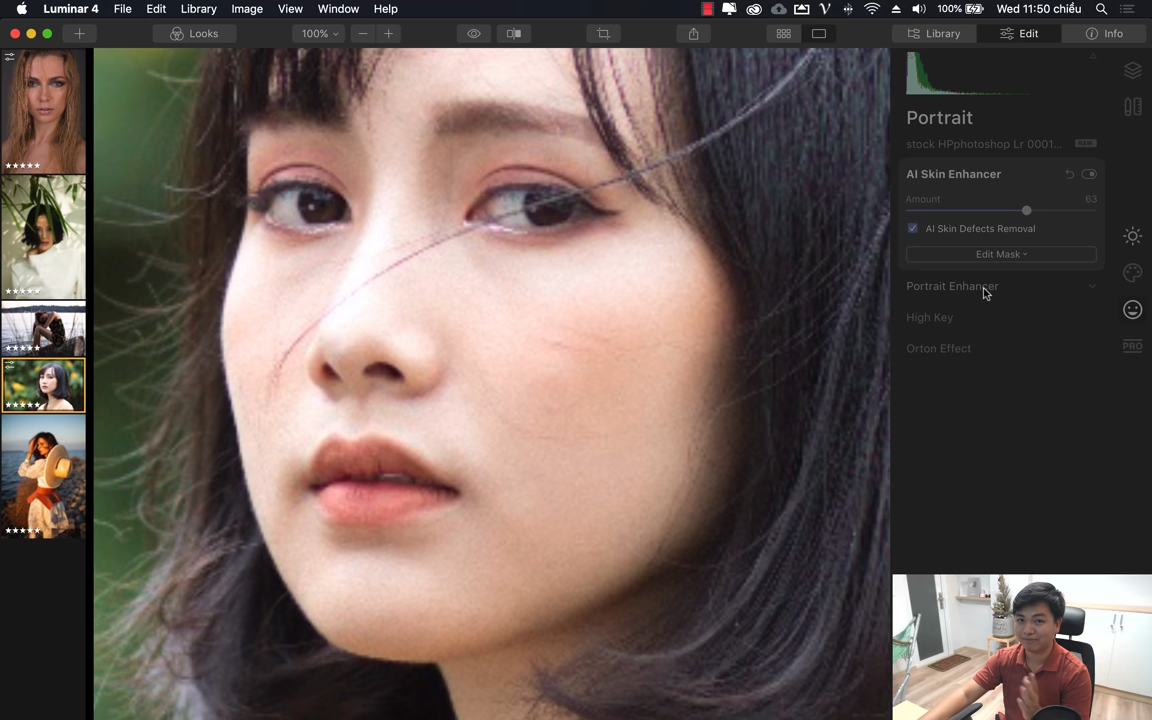 Luminar 4 File Edit Library Image View Window Help 100% Wed 11:50 chiều
Looks 100% Library Edit Info
Portrait
stock HPphotoshop Lr 0001... RAW
AI Skin Enhancer
Amount 63
AI Skin Defects Removal
Edit Mask
Portrait Enhancer
High Key
Orton Effect
PRO